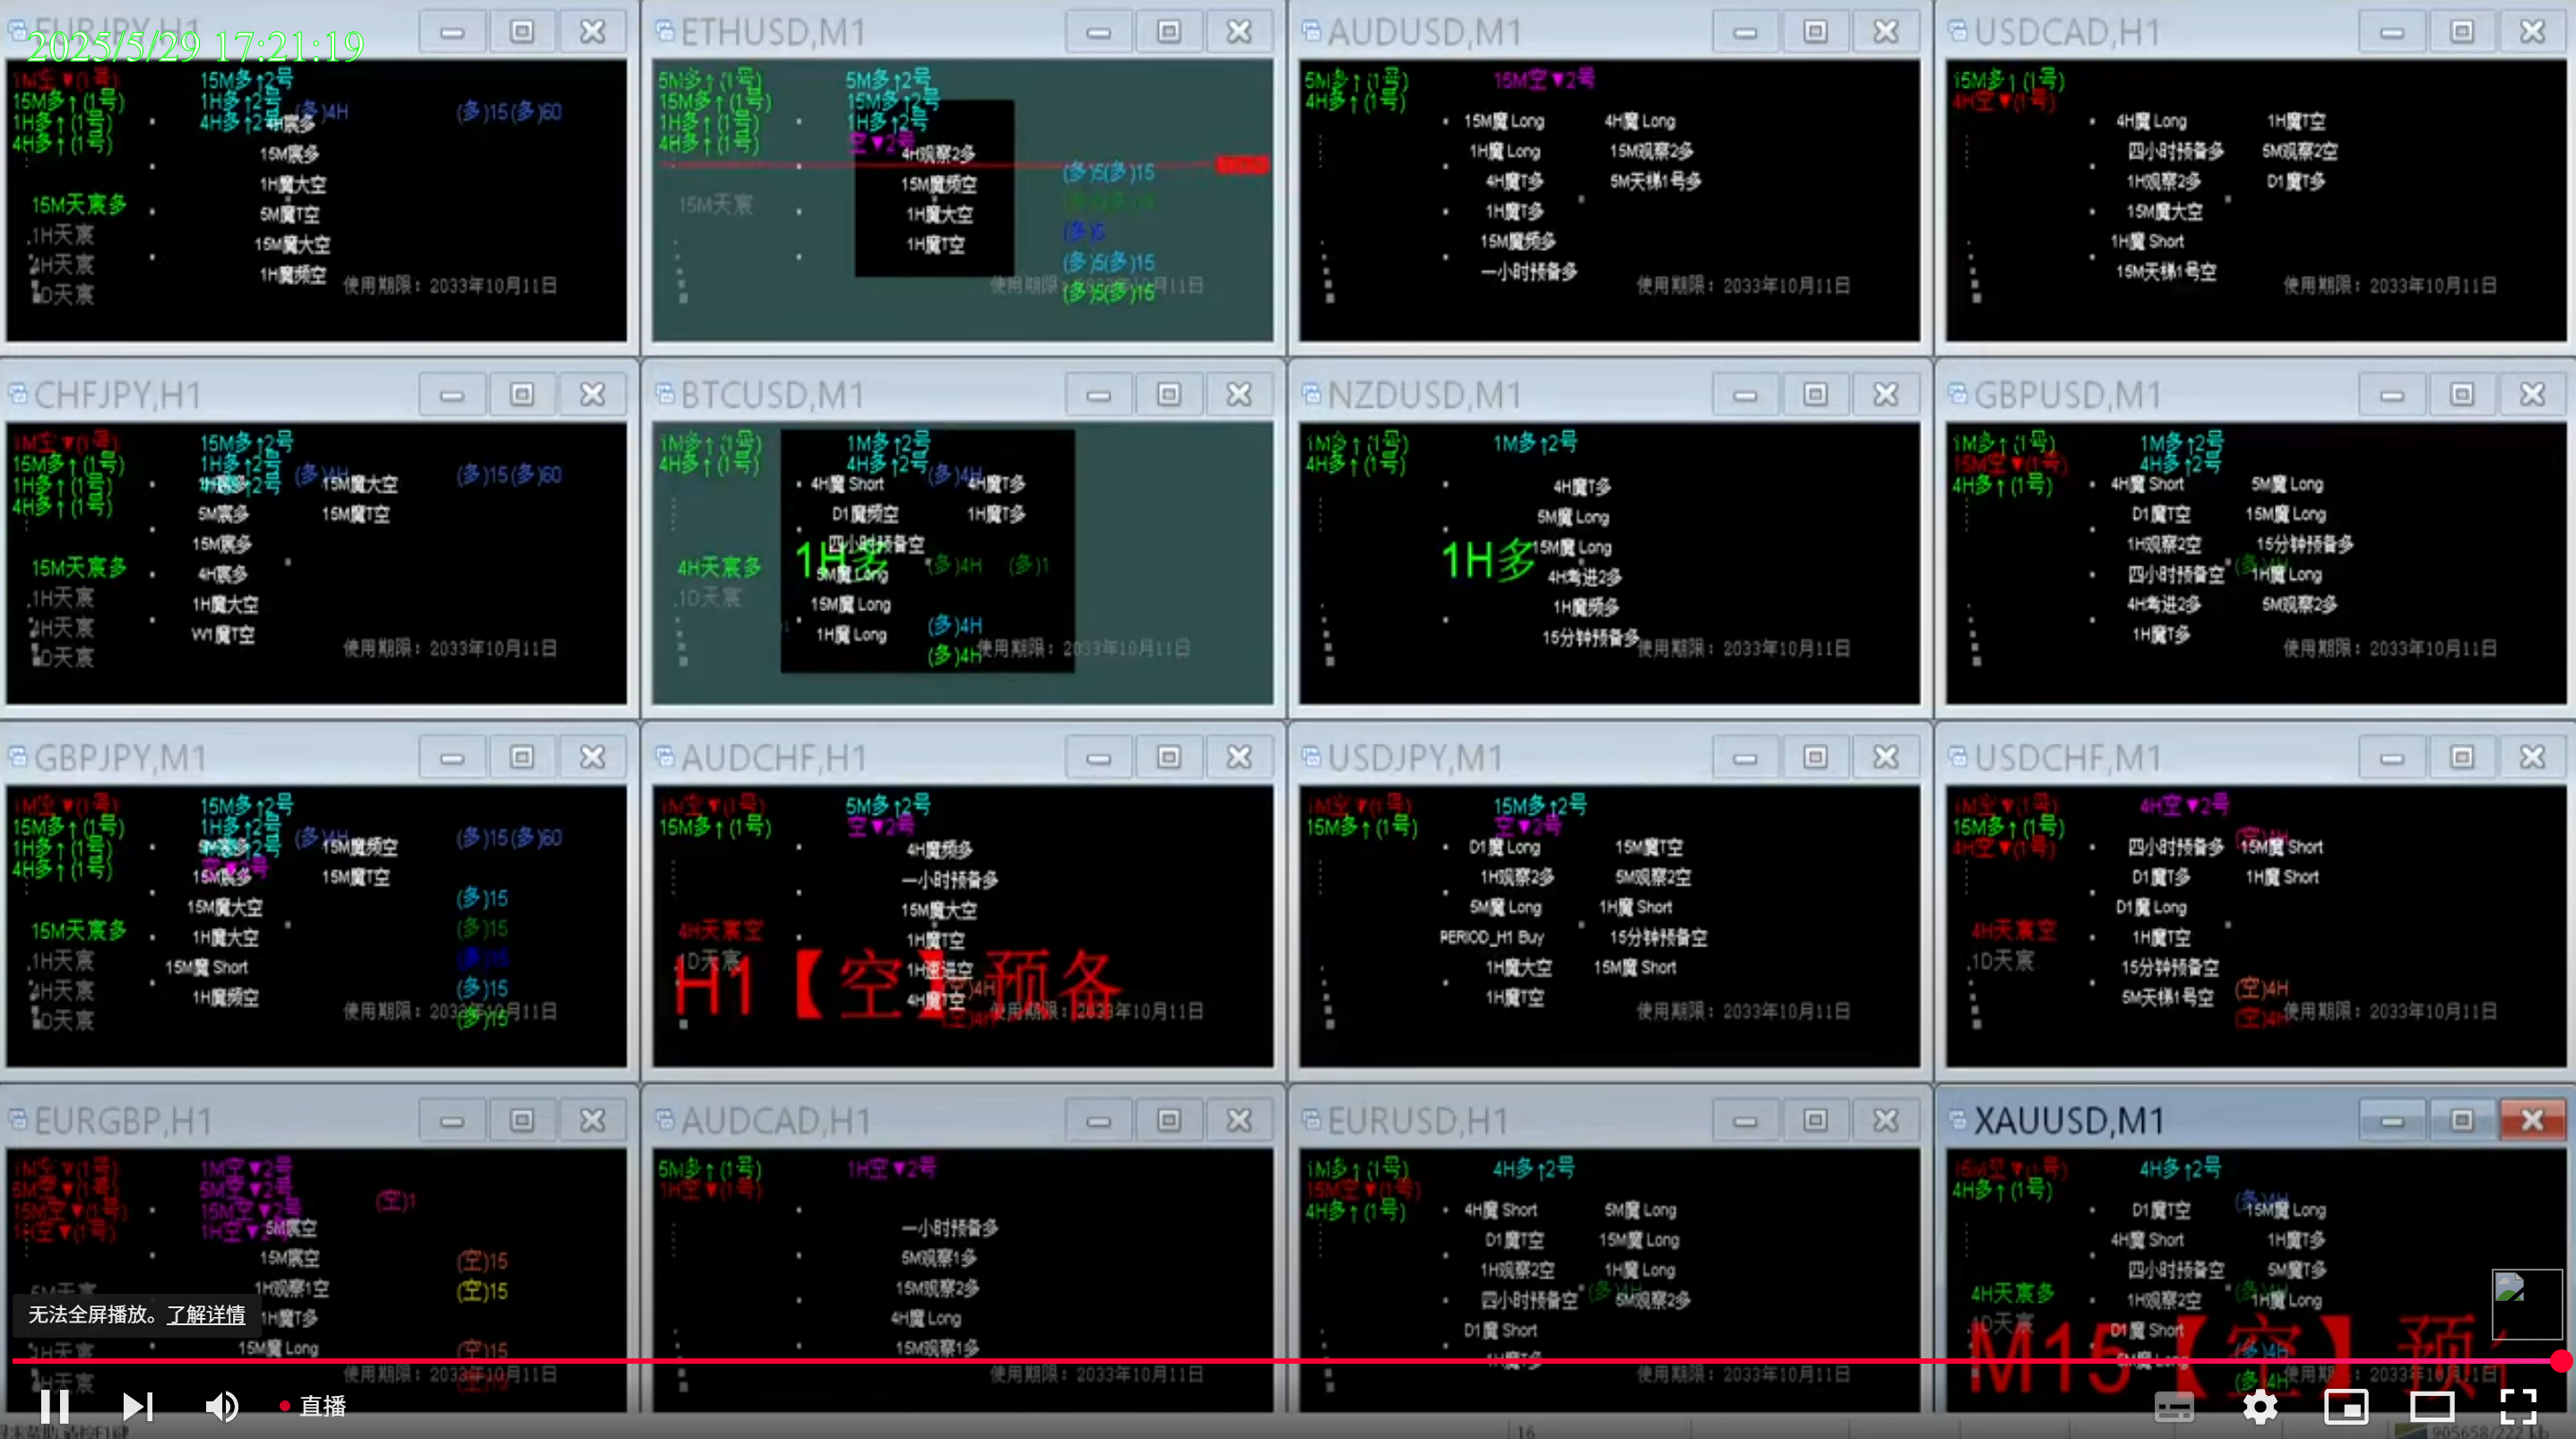 2025/5/29 17:21:19
EURJPY,H1
1M空▼(1号)
15M多↑2号
15M多↑(1号)
1H多↑2号
(多)4H
(多)15(多)60
1H多↑(1号)
4H多↑2号
4H宸多
4H多↑(1号)
15M宸多
1H魔大空
15M天宸多
5M魔T空
.1H天宸
15M魔大空
4H天宸
1H魔频空
使用期限：2033年10月11日
D天宸
ETHUSD,M1
5M多↑(1号)
5M多↑2号
15M多↑(1号)
15M多↑2号
1H多↑(1号)
1H多↑2号
4H多↑(1号)
空▼2号
4H观察2多
(多)5(多)15
15M魔频空
15M天宸
1H魔大空
(多)5
1H魔T空
(多)5(多)15
使用期限：
(多)5(多)15
AUDUSD,M1
5M多↑(1号)
15M空▼2号
4H多↑(1号)
15M魔 Long
4H魔 Long
1H魔 Long
15M观察2多
4H魔T多
5M天梯1号多
1H魔T多
15M魔频多
一小时预备多
使用期限：2033年10月11日
USDCAD,H1
15M多↑(1号)
4H空▼(1号)
4H魔 Long
1H魔T空
四小时预备多
5M观察2空
1H观察2多
D1魔T多
15M魔大空
1H魔 Short
15M天梯1号空
使用期限：2033年10月11日
CHFJPY,H1
1M空▼(1号)
15M多↑2号
15M多↑(1号)
1H多↑2号
(多)4H
(多)15(多)60
1H多↑(1号)
15M魔大空
4H多↑(1号)
5M宸多
15M魔T空
15M宸多
15M天宸多
4H宸多
.1H天宸
1H魔大空
4H天宸
W1魔T空
使用期限：2033年10月11日
D天宸
BTCUSD,M1
1M多↑(1号)
1M多↑2号
4H多↑(1号)
4H多↑2号
(多)4H
4H魔 Short
4H魔T多
D1魔频空
1H魔T多
四小时预备空
1H多
4H天宸多
5M魔 Long
(多)4H
(多)1
.1D天宸
15M魔 Long
1H魔 Long
(多)4H
(多)4H
使用期限：2033年10月11日
NZDUSD,M1
1M多↑(1号)
1M多↑2号
4H多↑(1号)
4H魔T多
5M魔 Long
1H多
15M魔 Long
4H考进2多
1H魔频多
15分钟预备多
使用期限：2033年10月11日
GBPUSD,M1
1M多↑(1号)
1M多↑2号
15M空▼(1号)
4H多↑2号
4H多↑(1号)
4H魔 Short
5M魔 Long
D1魔T空
15M魔 Long
1H观察2空
15分钟预备多
四小时预备空
1H魔 Long
4H考进2多
5M观察2多
1H魔T多
使用期限：2033年10月11日
GBPJPY,M1
1M空▼(1号)
15M多↑2号
15M多↑(1号)
1H多↑2号
(多)4H
(多)15(多)60
1H多↑(1号)
15M魔频空
4H多↑(1号)
15M宸多
15M魔T空
15M魔大空
(多)15
15M天宸多
1H魔大空
(多)15
.1H天宸
15M魔 Short
4H天宸
1H魔频空
(多)15
使用期限：2033年10月11日
D天宸
(多)15
AUDCHF,H1
1M空▼(1号)
5M多↑2号
15M多↑(1号)
空▼2号
4H魔频多
一小时预备多
15M魔大空
4H天宸空
1H魔T空
1D天宸
1H速进空
H1【空】预备
4H魔T空
使用期限：2033年10月11日
USDJPY,M1
1M空▼(1号)
15M多↑2号
15M多↑(1号)
空▼2号
D1魔 Long
15M魔T空
1H观察2多
5M观察2空
5M魔 Long
1H魔 Short
PERIOD_H1 Buy
15分钟预备空
1H魔大空
15M魔 Short
1H魔T空
使用期限：2033年10月11日
USDCHF,M1
1M空▼(1号)
4H空▼2号
15M多↑(1号)
4H空▼(1号)
四小时预备多
15M魔 Short
D1魔T多
1H魔 Short
D1魔 Long
4H天宸空
1H魔T空
.1D天宸
15分钟预备空
5M天梯1号空
(空)4H
(空)4H
使用期限：2033年10月11日
EURGBP,H1
1M空▼(1号)
1M空▼2号
5M空▼(1号)
5M空▼2号
(空)1
15M空▼(1号)
15M空▼2号
1H空▼(1号)
1H空▼2号
5M宸空
15M宸空
(空)15
1H观察1空
(空)15
1H魔T多
15M魔 Long
(空)15
1H天宸
使用期限：2033年10月11日
4H天宸
AUDCAD,H1
5M多↑(1号)
1H空▼2号
1H空▼(1号)
一小时预备多
5M观察1多
15M观察2多
4H魔 Long
15M观察1多
使用期限：2033年10月11日
EURUSD,H1
1M多↑(1号)
4H多↑2号
15M空▼(1号)
4H多↑(1号)
4H魔 Short
5M魔 Long
D1魔T空
15M魔 Long
1H观察2空
1H魔 Long
四小时预备空
5M观察2多
D1魔 Short
1H魔T多
使用期限：2033年10月11日
XAUUSD,M1
15M空▼(1号)
4H多↑2号
4H多↑(1号)
D1魔T空
15M魔 Long
4H魔 Short
1H魔T多
四小时预备空
5M魔T多
4H天宸多
1H观察2空
1H魔 Long
1D天宸
D1魔 Short
M15【空】预
(多)4H
(多)4H
使用期限：2033年10月11日
无法全屏播放。了解详情
直播
16
905658/222 kb